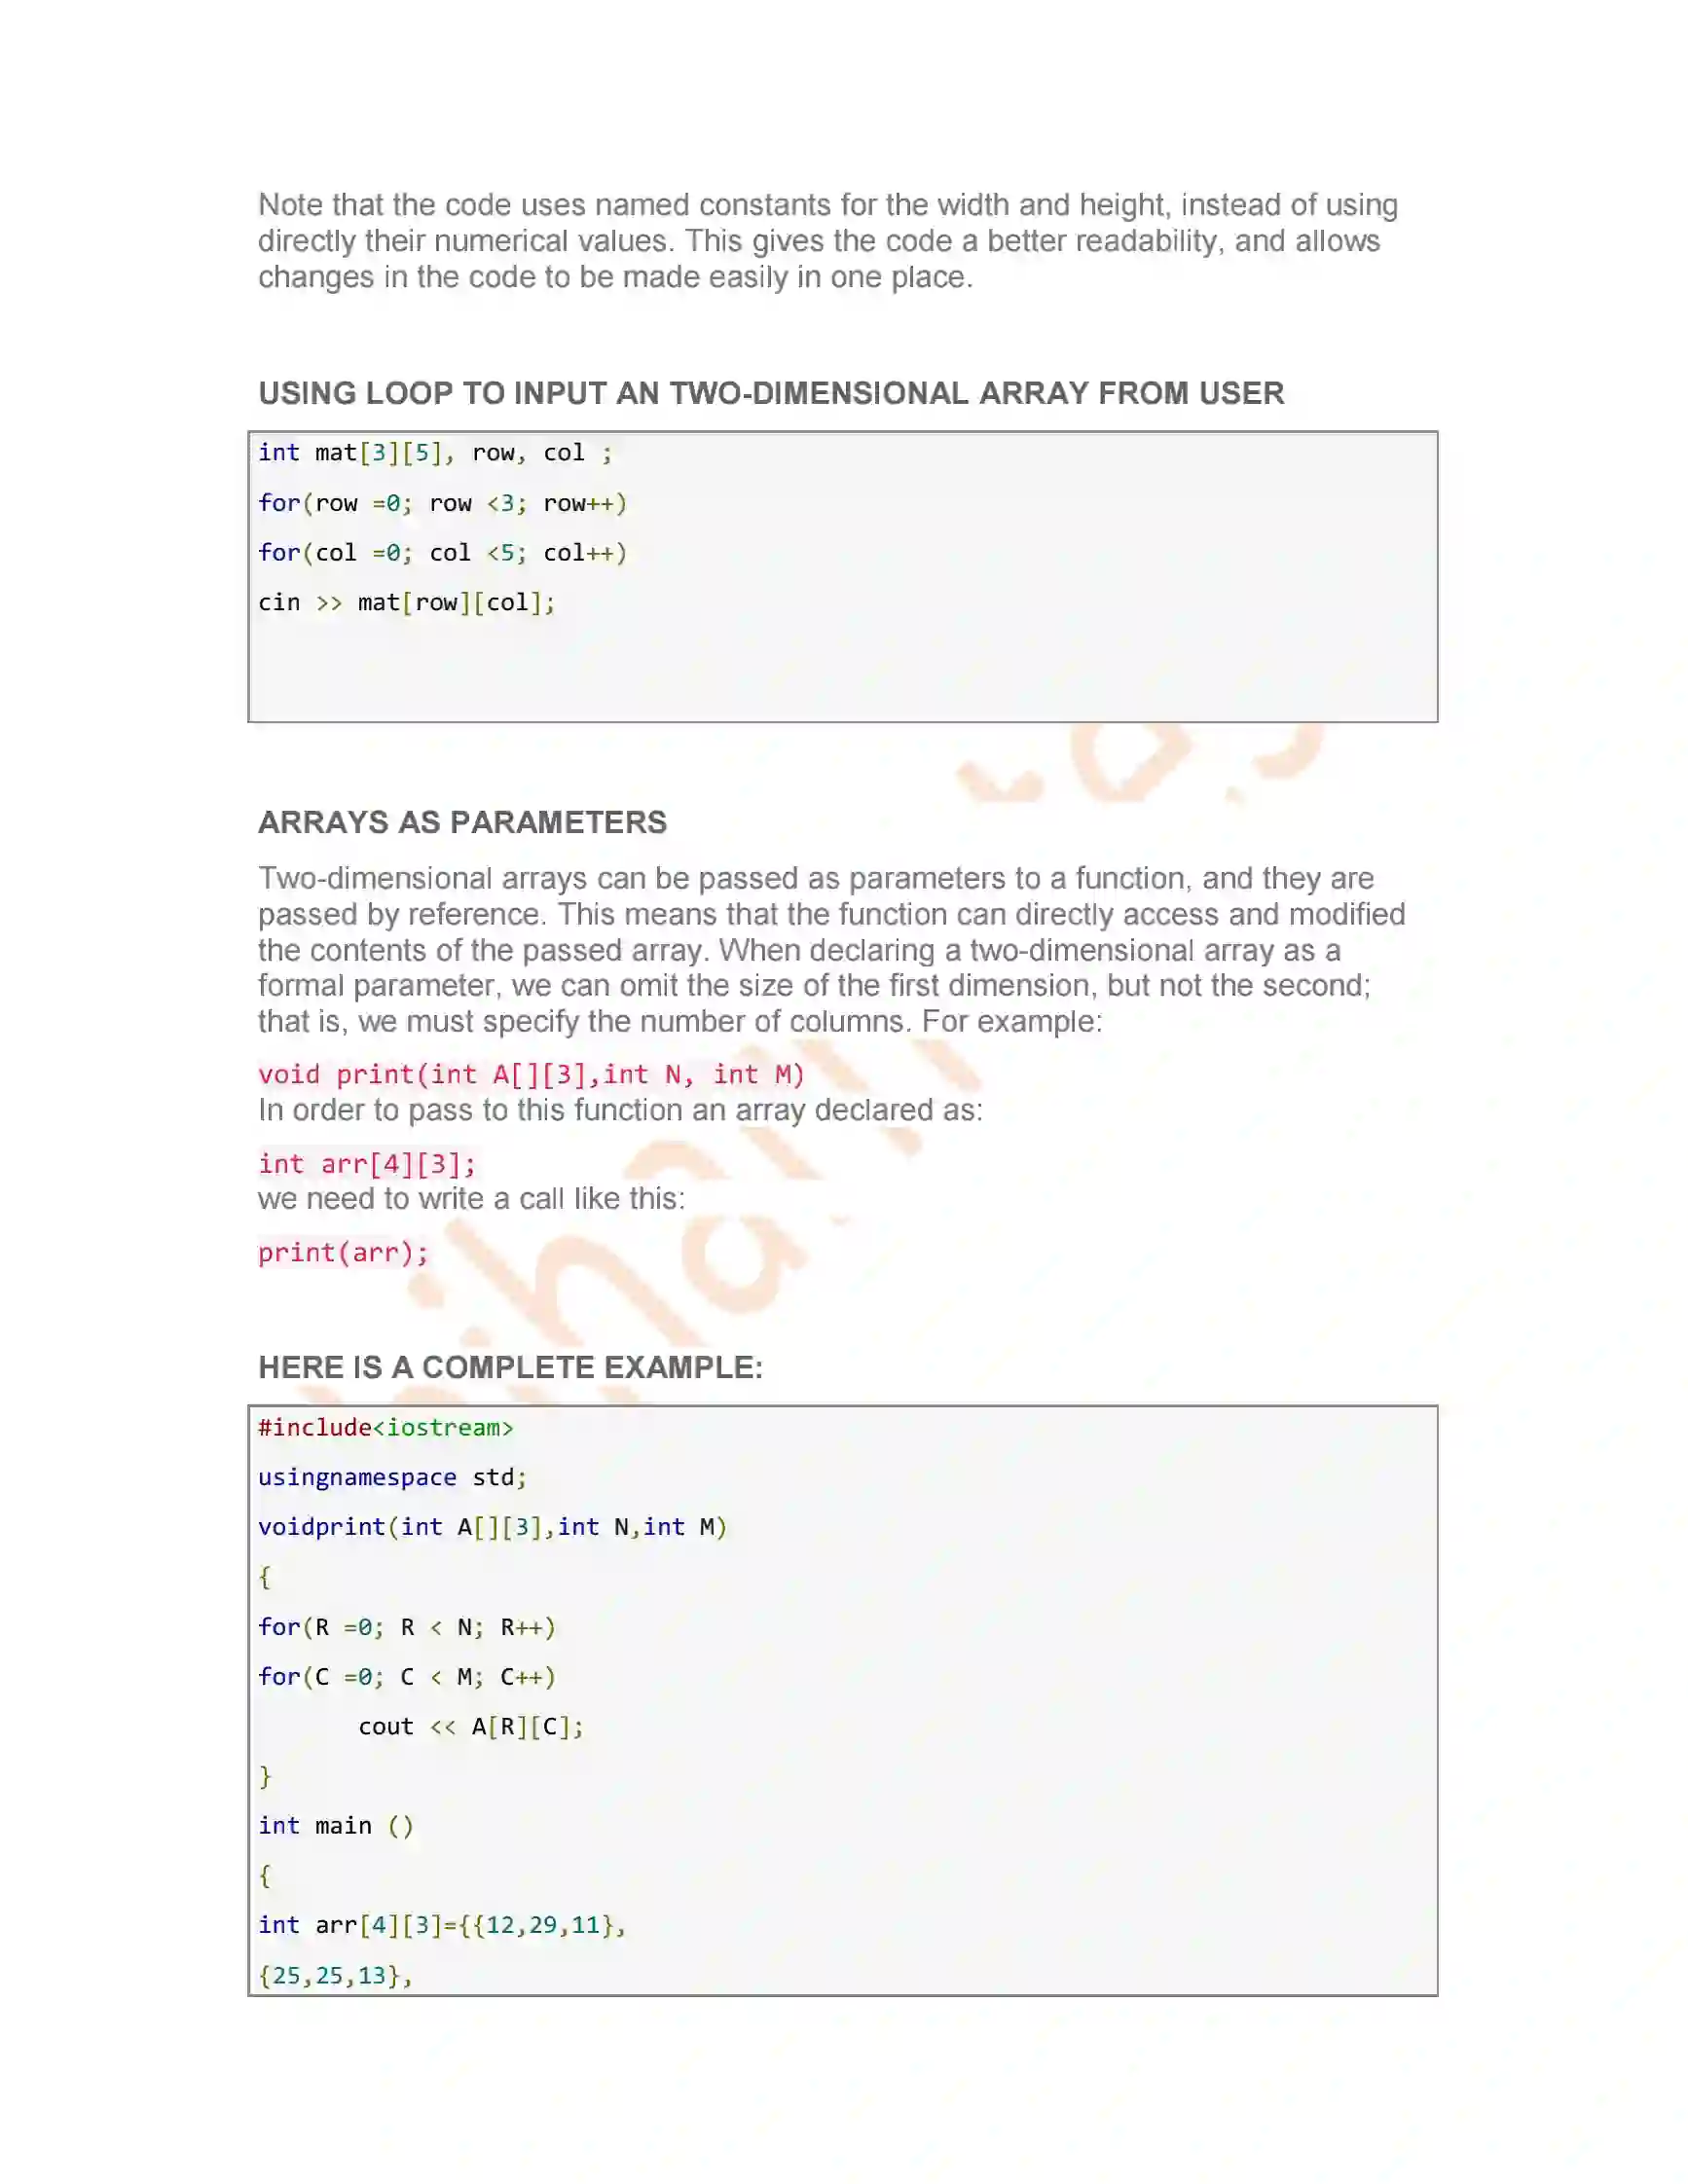 Note that the code uses named constants for the width and height, instead of using
directly their numerical values. This gives the code a better readability, and allows
changes in the code to be made easily in one place.
USING LOOP TO INPUT AN TWO-DIMENSIONAL ARRAY FROM USER
int mat[3][5], row, col ;
for(row =0; row <3; row++)
for(col =0; col <5; col++)
cin >> mat[row][col];
ARRAYS AS PARAMETERS
Two-dimensional arrays can be passed as parameters to a function, and they are
passed by reference. This means that the function can directly access and modified
the contents of the passed array. When declaring a two-dimensional array as a
formal parameter, we can omit the size of the first dimension, but not the second;
that is, we must specify the number of columns. For example:
void print(int A[][3],int N, int M)
In order to pass to this function an array declared as:
int arr[4][3];
we need to write a call like this:
print(arr);
HERE IS A COMPLETE EXAMPLE:
#include<iostream>
usingnamespace std;
voidprint(int A[][3],int N,int M)
{
for(R =0; R < N; R++)
for(C =0; C < M; C++)
cout << A[R][C];
}
int main ()
{
int arr[4][3]={{12,29,11},
{25,25,13},